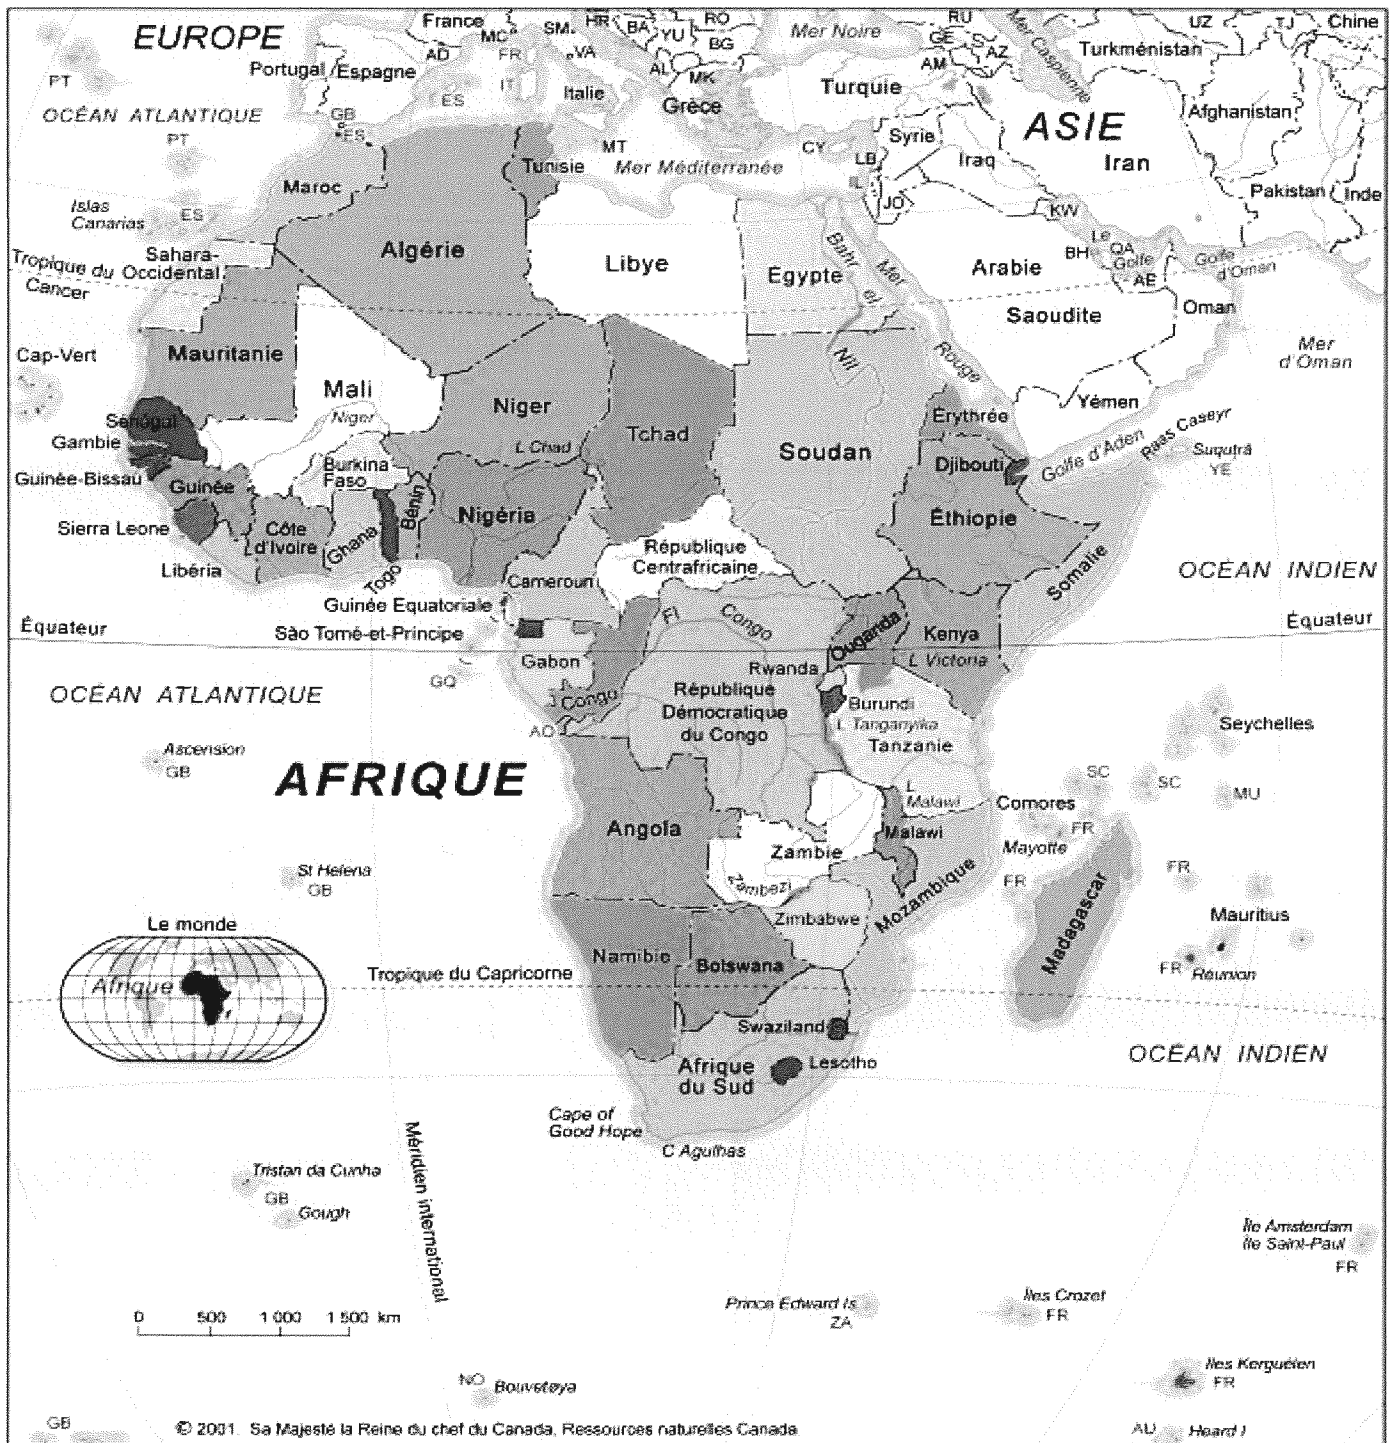 EUROPE
France
MC
SM
HR
BA
YU
RO
BG
RU
GE
AM
AZ
UZ
TJ
Chine
AD
FR
VA
AL
MK
Mer Noire
Mer Caspienne
Turkménistan
PT
Portugal
Espagne
ES
IT
Italie
Grèce
Turquie
Afghanistan
OCÉAN ATLANTIQUE
GB
ES
PT
MT
Mer Méditerranée
CY
LB
IL
Syrie
Iraq
ASIE
Iran
Maroc
Tunisie
JO
KW
Pakistan
Inde
Islas
Canarias
ES
Algérie
Libye
Égypte
Bahr
el
Nil
Mer
Rouge
Arabie
Saoudite
BH
Le
QA
Golfe
AE
Golfe
d'Oman
Oman
Sahara-
Occidental
Tropique du
Cancer
Mer
d'Oman
Cap-Vert
Mauritanie
Mali
Niger
Niger
L Chad
Tchad
Soudan
Érythrée
Yémen
Golfe d'Aden
Raas Caseyr
Suquṭrā
YE
Sénégal
Gambie
Guinée-Bissau
Guinée
Burkina
Faso
Bénin
Nigéria
Djibouti
Éthiopie
Somalie
Sierra Leone
Côte
d'Ivoire
Ghana
Togo
Libéria
Cameroun
République
Centrafricaine
OCÉAN INDIEN
Guinée Equatoriale
Équateur
São Tomé-et-Principe
Fl
Congo
Ouganda
Kenya
Équateur
GQ
Gabon
Congo
Rwanda
L Victoria
OCÉAN ATLANTIQUE
AO
République
Démocratique
du Congo
Burundi
L Tanganyika
Tanzanie
Seychelles
Ascension
GB
AFRIQUE
L
Malawi
Comores
SC
SC
MU
Angola
Zambie
Malawi
Mayotte
FR
FR
FR
St Helena
GB
Zambezi
Zimbabwe
Mozambique
Madagascar
Mauritius
FR
Réunion
Le monde
Afrique
Namibie
Botswana
Tropique du Capricorne
Swaziland
Afrique
du Sud
Lesotho
OCÉAN INDIEN
Cape of
Good Hope
C Agulhas
Méridien international
Tristan da Cunha
GB
Gough
Île Amsterdam
Île Saint-Paul
FR
0 500 1 000 1 500 km
Prince Edward Is
ZA
Îles Crozet
FR
NO
Bouvetøya
Iles Kerguélen
FR
GB
© 2001. Sa Majesté la Reine du chef du Canada, Ressources naturelles Canada
AU
Heard I